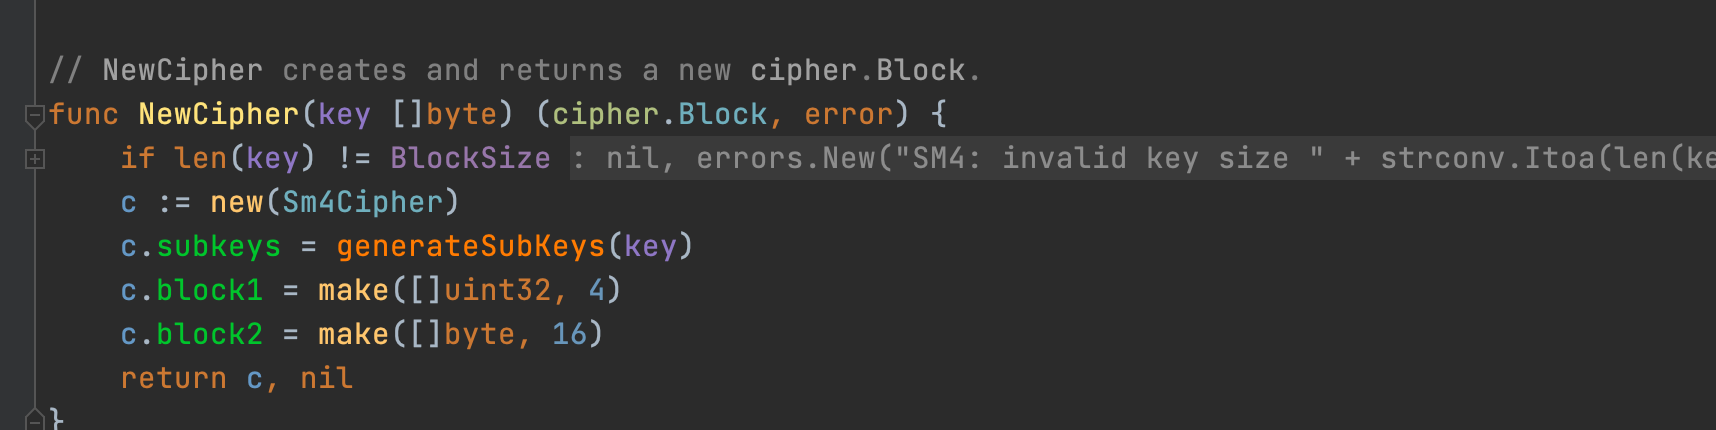 // NewCipher creates and returns a new cipher.Block.
func NewCipher(key []byte) (cipher.Block, error) {
if len(key) != BlockSize : nil, errors.New("SM4: invalid key size " + strconv.Itoa(len(ke
c := new(Sm4Cipher)
c.subkeys = generateSubKeys(key)
c.block1 = make([]uint32, 4)
c.block2 = make([]byte, 16)
return c, nil
}